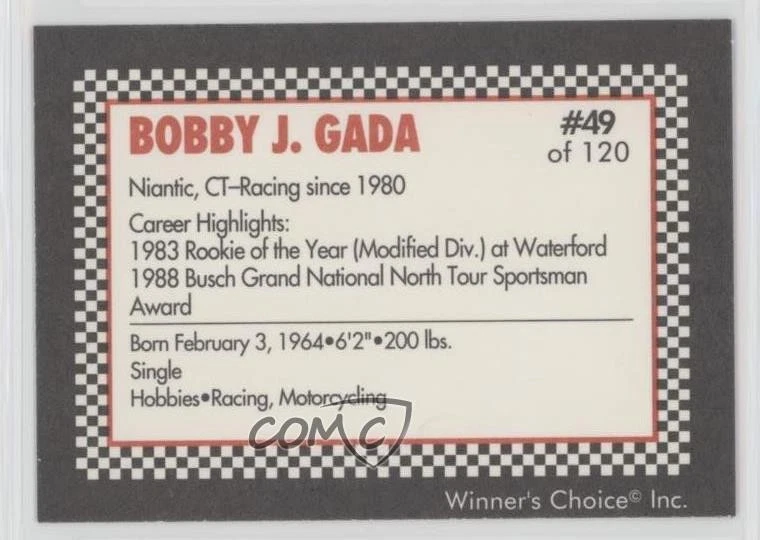 BOBBY J. GADA
#49
of 120
Niantic, CT–Racing since 1980
Career Highlights:
1983 Rookie of the Year (Modified Div.) at Waterford
1988 Busch Grand National North Tour Sportsman
Award
Born February 3, 1964•6'2"•200 lbs.
Single
Hobbies•Racing, Motorcycling
COMC
Winner's Choice© Inc.